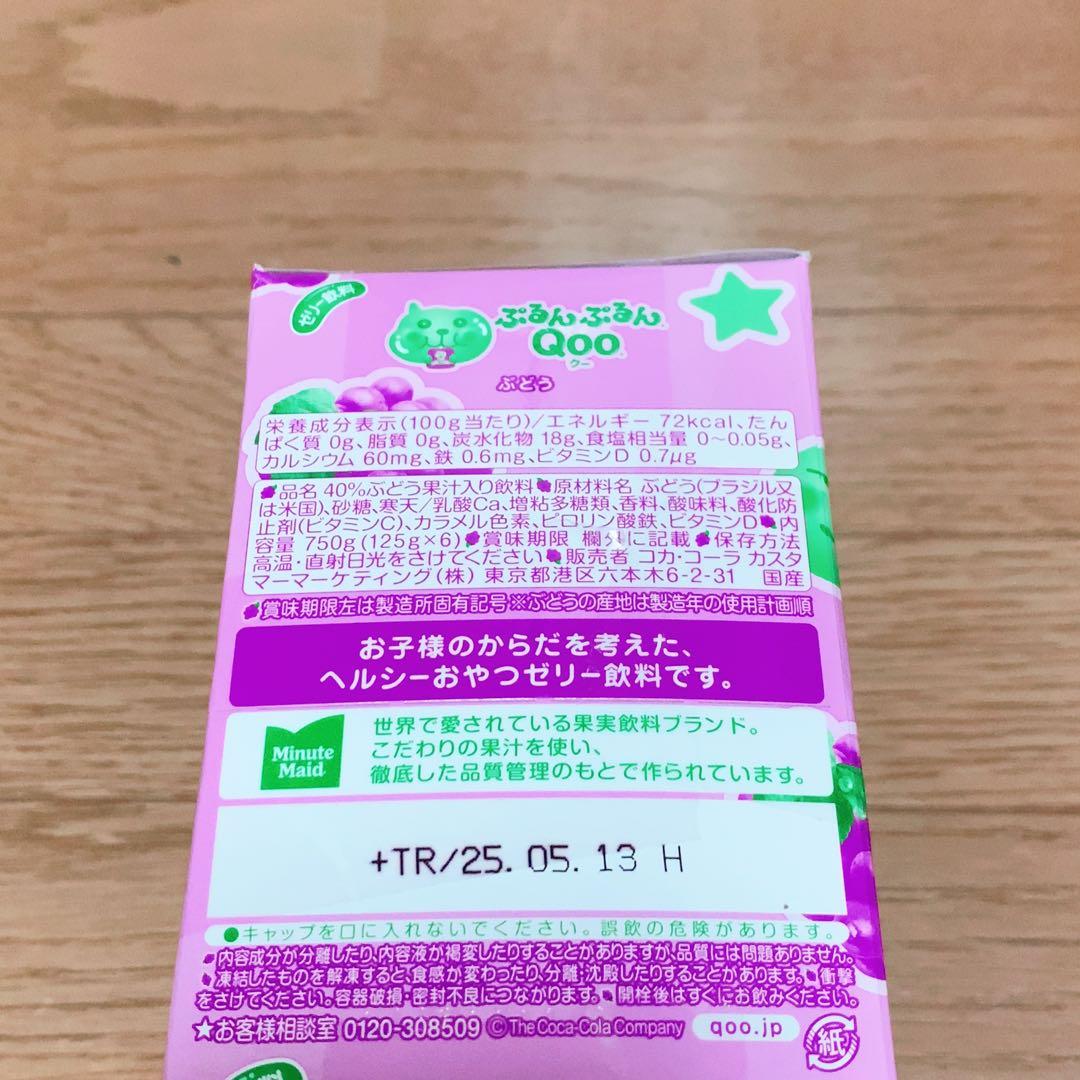 ゼリー飲料
ぷるんぷるん
Qoo
クー
ぶどう
栄養成分表示(100g当たり)/エネルギー 72kcal、たん
ぱく質 0g、脂質 0g、炭水化物 18g、食塩相当量 0~0.05g、
カルシウム 60mg、鉄 0.6mg、ビタミンD 0.7μg
品名 40%ぶどう果汁入り飲料 原材料名 ぶどう(ブラジル又
は米国)、砂糖、寒天/乳酸Ca、増粘多糖類、香料、酸味料、酸化防
止剤(ビタミンC)、カラメル色素、ピロリン酸鉄、ビタミンD 内
容量 750g(125g×6) 賞味期限 欄外に記載 保存方法
高温・直射日光をさけてください 販売者 コカ・コーラ カスタ
マーマーケティング(株) 東京都港区六本木6-2-31 国産
賞味期限左は製造所固有記号 ※ぶどうの産地は製造年の使用計画順
お子様のからだを考えた、
ヘルシーおやつゼリー飲料です。
Minute
Maid
世界で愛されている果実飲料ブランド。
こだわりの果汁を使い、
徹底した品質管理のもとで作られています。
+TR/25. 05. 13 H
●キャップを口に入れないでください。誤飲の危険があります。
内容成分が分離したり、内容液が褐変したりすることがありますが、品質には問題ありません。
凍結したものを解凍すると、食感が変わったり、分離・沈殿したりすることがあります。 衝撃
をさけてください。容器破損・密封不良につながります。 開栓後はすぐにお飲みください。
★お客様相談室 0120-308509 ©The Coca-Cola Company qoo.jp
紙